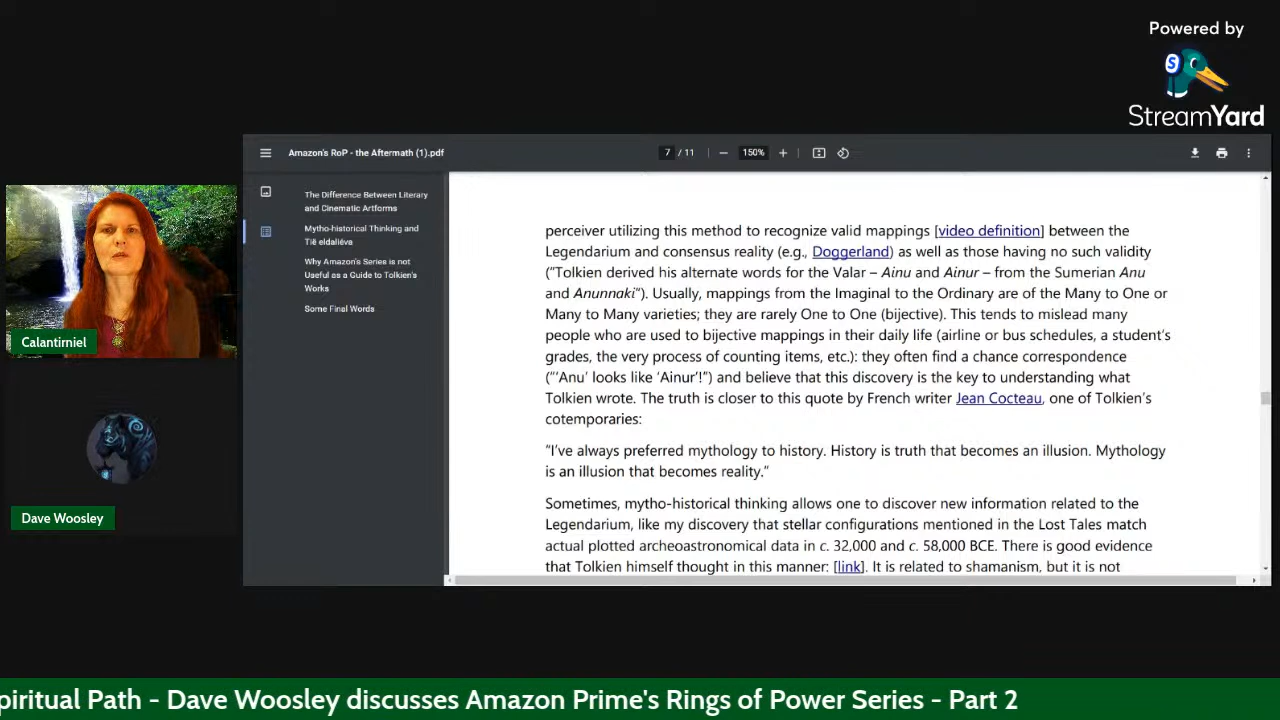 Powered by
S
StreamYard
Amazon's RoP - the Aftermath (1).pdf
7 / 11
150%
The Difference Between Literary
and Cinematic Artforms
Mytho-historical Thinking and
Tië eldaliéva
Why Amazon's Series is not
Useful as a Guide to Tolkien's
Works
Some Final Words
perceiver utilizing this method to recognize valid mappings [video definition] between the
Legendarium and consensus reality (e.g., Doggerland) as well as those having no such validity
("Tolkien derived his alternate words for the Valar – Ainu and Ainur – from the Sumerian Anu
and Anunnaki"). Usually, mappings from the Imaginal to the Ordinary are of the Many to One or
Many to Many varieties; they are rarely One to One (bijective). This tends to mislead many
people who are used to bijective mappings in their daily life (airline or bus schedules, a student's
grades, the very process of counting items, etc.): they often find a chance correspondence
("'Anu' looks like 'Ainur'!") and believe that this discovery is the key to understanding what
Tolkien wrote. The truth is closer to this quote by French writer Jean Cocteau, one of Tolkien's
cotemporaries:
"I've always preferred mythology to history. History is truth that becomes an illusion. Mythology
is an illusion that becomes reality."
Sometimes, mytho-historical thinking allows one to discover new information related to the
Legendarium, like my discovery that stellar configurations mentioned in the Lost Tales match
actual plotted archeoastronomical data in c. 32,000 and c. 58,000 BCE. There is good evidence
that Tolkien himself thought in this manner: [link]. It is related to shamanism, but it is not
Calantirniel
Dave Woosley
piritual Path - Dave Woosley discusses Amazon Prime's Rings of Power Series - Part 2